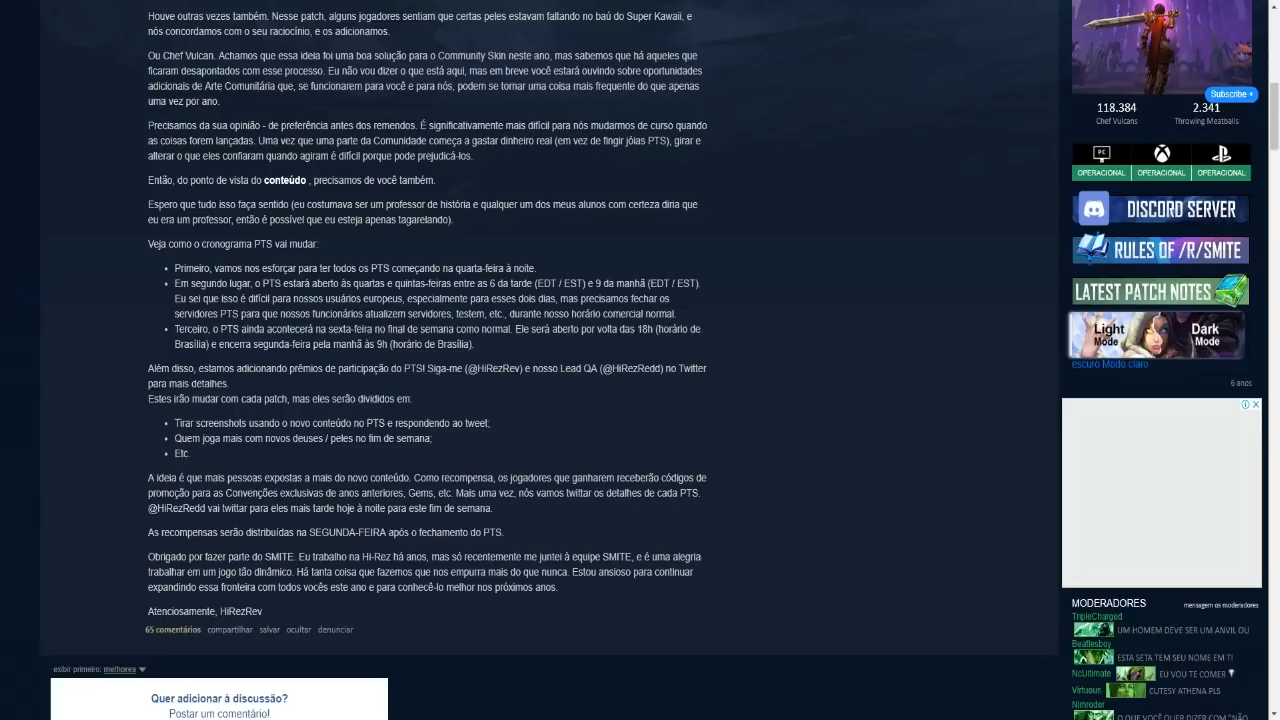 Houve outras vezes também. Nesse patch, alguns jogadores sentiam que certas peles estavam faltando no baú do Super Kawaii, e
nós concordamos com o seu raciocínio, e os adicionamos.
Ou Chef Vulcan. Achamos que essa ideia foi uma boa solução para o Community Skin neste ano, mas sabemos que há aqueles que
ficaram desapontados com esse processo. Eu não vou dizer o que está aqui, mas em breve você estará ouvindo sobre oportunidades
adicionais de Arte Comunitária que, se funcionarem para você e para nós, podem se tornar uma coisa mais frequente do que apenas
uma vez por ano.
Precisamos da sua opinião - de preferência antes dos remendos. É significativamente mais difícil para nós mudarmos de curso quando
as coisas forem lançadas. Uma vez que uma parte da Comunidade começa a gastar dinheiro real (em vez de fingir jóias PTS), girar e
alterar o que eles confiaram quando agiram é difícil porque pode prejudicá-los.
Então, do ponto de vista do conteúdo , precisamos de você também.
Espero que tudo isso faça sentido (eu costumava ser um professor de história e qualquer um dos meus alunos com certeza diria que
eu era um professor, então é possível que eu esteja apenas tagarelando).
Veja como o cronograma PTS vai mudar:
• Primeiro, vamos nos esforçar para ter todos os PTS começando na quarta-feira à noite.
• Em segundo lugar, o PTS estará aberto às quartas e quintas-feiras entre as 6 da tarde (EDT / EST) e 9 da manhã (EDT / EST).
Eu sei que isso é difícil para nossos usuários europeus, especialmente para esses dois dias, mas precisamos fechar os
servidores PTS para que nossos funcionários atualizem servidores, testem, etc., durante nosso horário comercial normal.
• Terceiro, o PTS ainda acontecerá na sexta-feira no final de semana como normal. Ele será aberto por volta das 18h (horário de
Brasília) e encerra segunda-feira pela manhã às 9h (horário de Brasília).
Além disso, estamos adicionando prêmios de participação do PTS! Siga-me (@HiRezRev) e nosso Lead QA (@HiRezRedd) no Twitter
para mais detalhes.
Estes irão mudar com cada patch, mas eles serão divididos em:
• Tirar screenshots usando o novo conteúdo no PTS e respondendo ao tweet;
• Quem joga mais com novos deuses / peles no fim de semana;
• Etc.
A ideia é que mais pessoas expostas a mais do novo conteúdo. Como recompensa, os jogadores que ganharem receberão códigos de
promoção para as Convenções exclusivas de anos anteriores, Gems, etc. Mais uma vez, nós vamos twittar os detalhes de cada PTS.
@HiRezRedd vai twittar para eles mais tarde hoje à noite para este fim de semana.
As recompensas serão distribuídas na SEGUNDA-FEIRA após o fechamento do PTS.
Obrigado por fazer parte do SMITE. Eu trabalho na Hi-Rez há anos, mas só recentemente me juntei à equipe SMITE, e é uma alegria
trabalhar em um jogo tão dinâmico. Há tanta coisa que fazemos que nos empurra mais do que nunca. Estou ansioso para continuar
expandindo essa fronteira com todos vocês este ano e para conhecê-lo melhor nos próximos anos.
Atenciosamente, HiRezRev
65 comentários compartilhar salvar ocultar denunciar
exibir primeiro: melhores
Quer adicionar à discussão?
Postar um comentário!
Subscribe +
118.384 2.341
Chef Vulcans Throwing Meatballs
PC
OPERACIONAL OPERACIONAL OPERACIONAL
DISCORD SERVER
RULES OF /R/SMITE
LATEST PATCH NOTES
Light Mode Dark Mode
escuro Modo claro
6 anos
MODERADORES mensagem os moderadores
TripleCharged
UM HOMEM DEVE SER UM ANVIL OU
Beatlesboy
ESTA SETA TEM SEU NOME EM TI
NcUltimate EU VOU TE COMER
Virtuous CUTESY ATHENA PLS
Nimrodor
O QUE VOCÊ QUER DIZER COM "NÃO